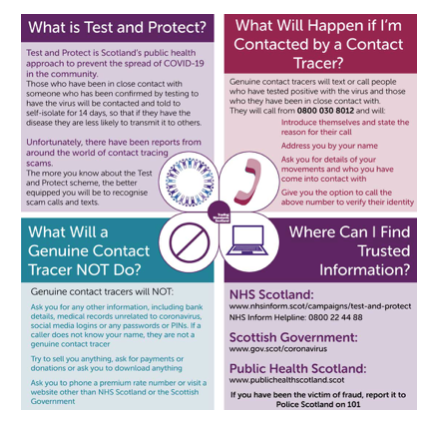 What is Test and Protect?
Test and Protect is Scotland's public health
approach to prevent the spread of COVID-19
in the community.
Those who have been in close contact with
someone who has been confirmed by testing to
have the virus will be contacted and told to
self-isolate for 14 days, so that if they have the
disease they are less likely to transmit it to others.
Unfortunately, there have been reports from
around the world of contact tracing
scams.
The more you know about the Test
and Protect scheme, the better
equipped you will be to recognise
scam calls and texts.
What Will Happen if I'm
Contacted by a Contact
Tracer?
Genuine contact tracers will text or call people
who have tested positive with the virus and those
who they have been in close contact with.
They will call from 0800 030 8012 and will:
Introduce themselves and state the
reason for their call
Address you by your name
Ask you for details of your
movements and who you have
come into contact with
Give you the option to call the
above number to verify their identity
What Will a
Genuine Contact
Tracer NOT Do?
Genuine contact tracers will NOT:
Ask you for any other information, including bank
details, medical records unrelated to coronavirus,
social media logins or any passwords or PINs. If a
caller does not know your name, they are not a
genuine contact tracer
Try to sell you anything, ask for payments or
donations or ask you to download anything
Ask you to phone a premium rate number or visit a
website other than NHS Scotland or the Scottish
Government
Where Can I Find
Trusted
Information?
NHS Scotland:
www.nhsinform.scot/campaigns/test-and-protect
NHS Inform Helpline: 0800 22 44 88
Scottish Government:
www.gov.scot/coronavirus
Public Health Scotland:
www.publichealthscotland.scot
If you have been the victim of fraud, report it to
Police Scotland on 101